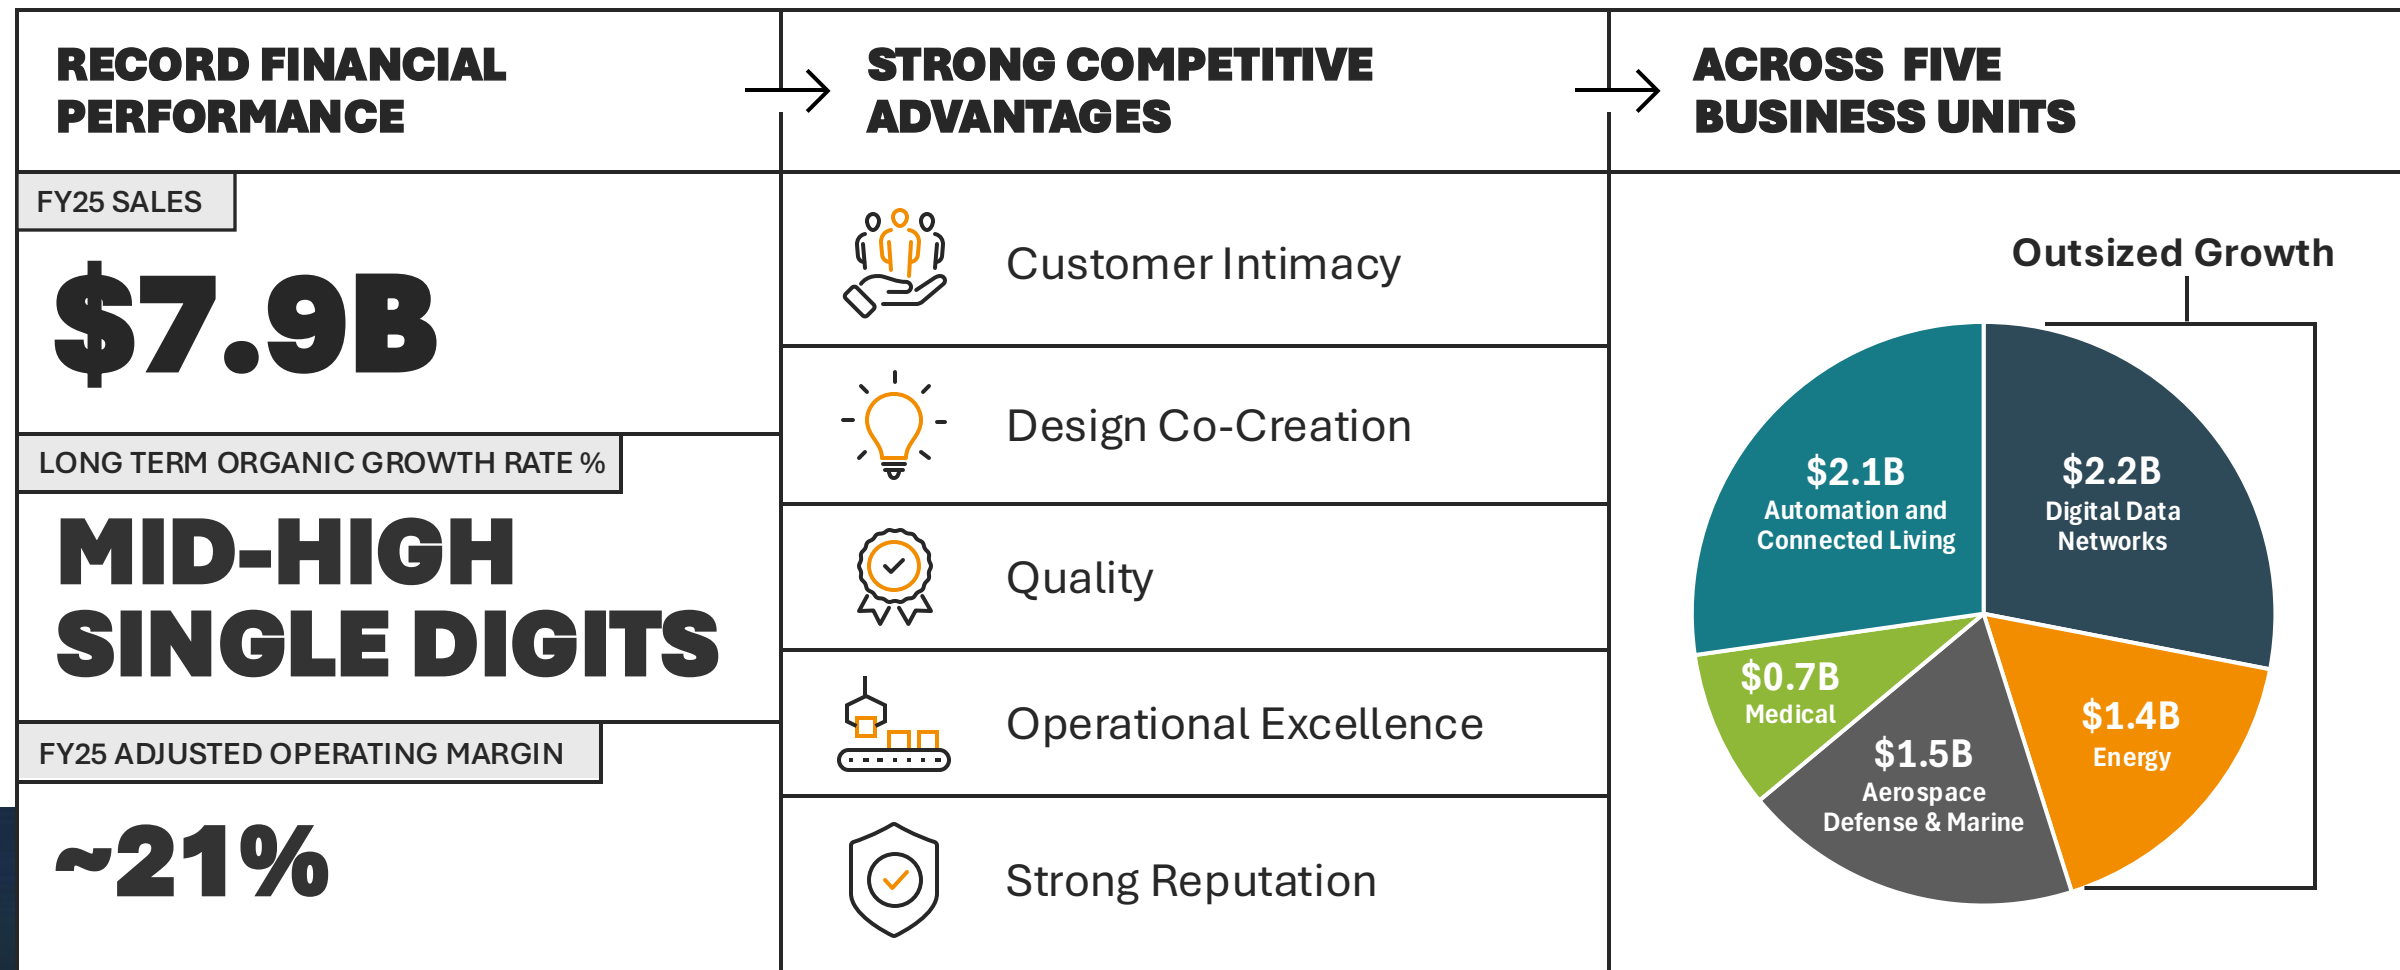 RECORD FINANCIAL
PERFORMANCE
FY25 SALES
$7.9B
LONG TERM ORGANIC GROWTH RATE %
MID-HIGH
SINGLE DIGITS
FY25 ADJUSTED OPERATING MARGIN
~21%
STRONG COMPETITIVE
ADVANTAGES
Customer Intimacy
Design Co-Creation
Quality
Operational Excellence
Strong Reputation
ACROSS FIVE
BUSINESS UNITS
Outsized Growth
$2.1B
Automation and
Connected Living
$2.2B
Digital Data
Networks
$0.7B
Medical
$1.5B
Aerospace
Defense & Marine
$1.4B
Energy